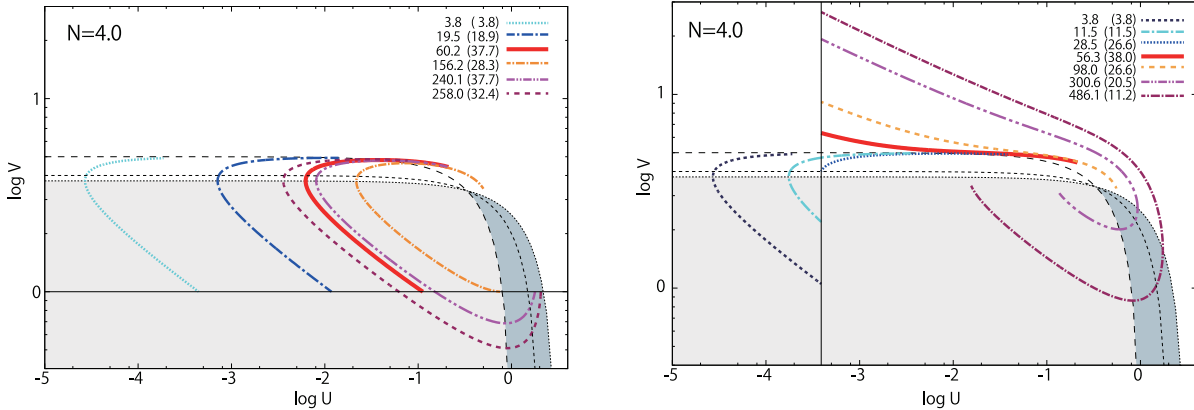 N=4.0
3.8 ( 3.8)
19.5 (18.9)
60.2 (37.7)
156.2 (28.3)
240.1 (37.7)
258.0 (32.4)
1
0
log V
-5 -4 -3 -2 -1 0
log U
N=4.0
3.8 (3.8)
11.5 (11.5)
28.5 (26.6)
56.3 (38.0)
98.0 (26.6)
300.6 (20.5)
486.1 (11.2)
1
0
log V
-5 -4 -3 -2 -1 0
log U